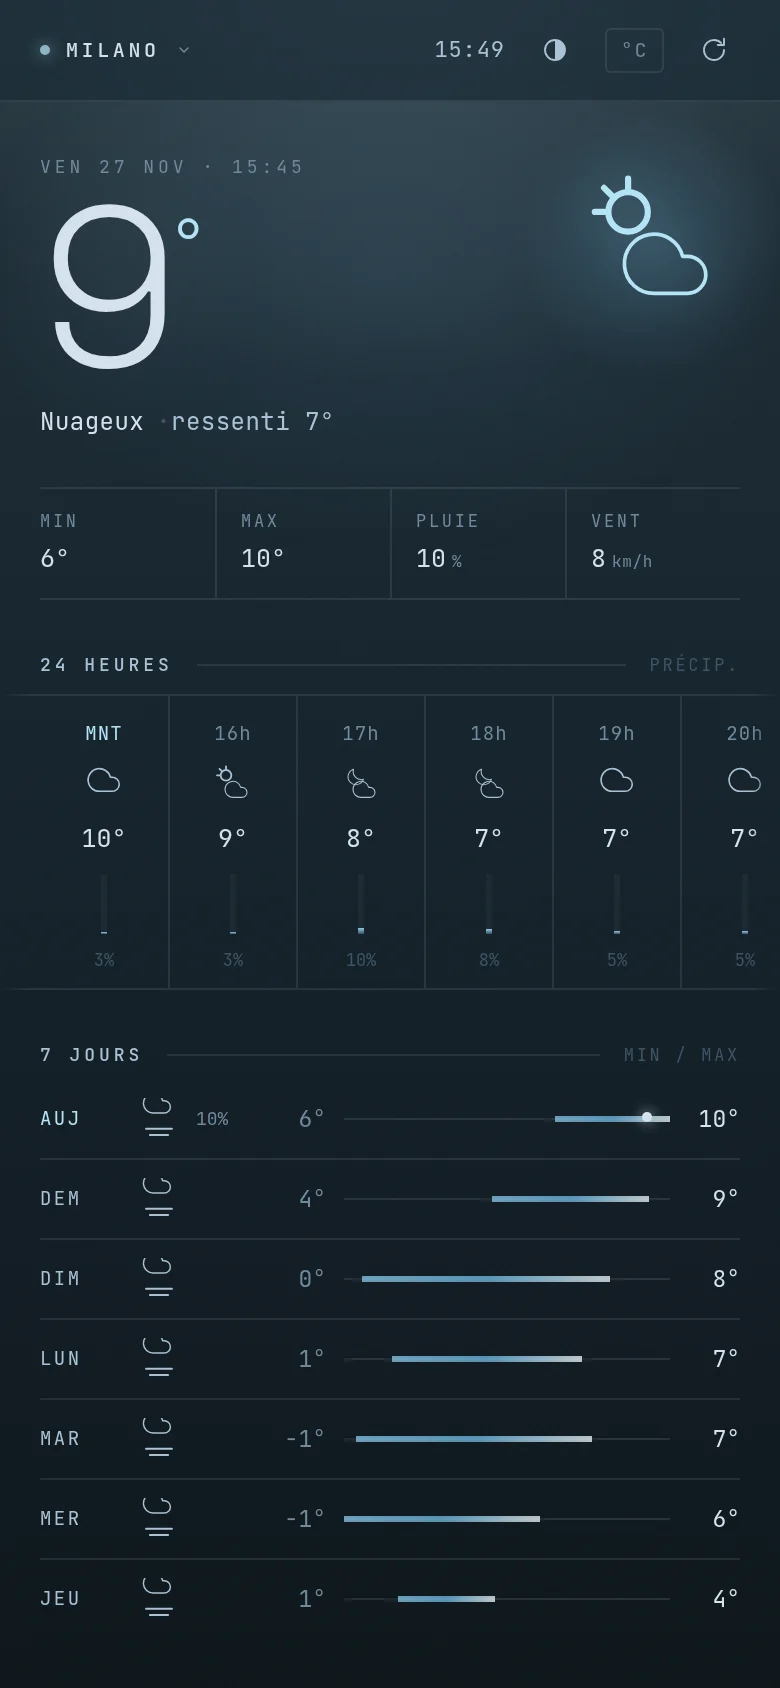 MILANO 15:49 °C
VEN 27 NOV · 15:45
9°
Nuageux ·ressenti 7°
MIN MAX PLUIE VENT
6° 10° 10 % 8 km/h
24 HEURES PRÉCIP.
MNT 16h 17h 18h 19h 20h
10° 9° 8° 7° 7° 7°
3% 3% 10% 8% 5% 5%
7 JOURS MIN / MAX
AUJ 10% 6° 10°
DEM 4° 9°
DIM 0° 8°
LUN 1° 7°
MAR -1° 7°
MER -1° 6°
JEU 1° 4°